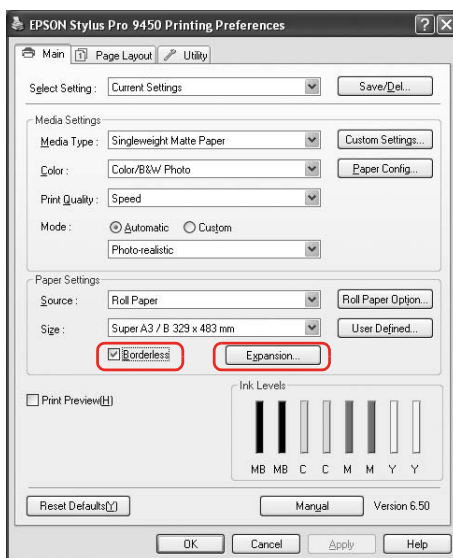 EPSON Stylus Pro 9450 Printing Preferences
Main Page Layout Utility
Select Setting : Current Settings Save/Del...
Media Settings
Media Type : Singleweight Matte Paper Custom Settings...
Color : Color/B&W Photo Paper Config...
Print Quality : Speed
Mode : Automatic Custom
Photo-realistic
Paper Settings
Source : Roll Paper Roll Paper Option...
Size : Super A3 / B 329 x 483 mm User Defined...
Borderless Expansion...
Print Preview(H) Ink Levels
MB MB C C M M Y Y
Reset Defaults(Y) Manual Version 6.50
OK Cancel Apply Help